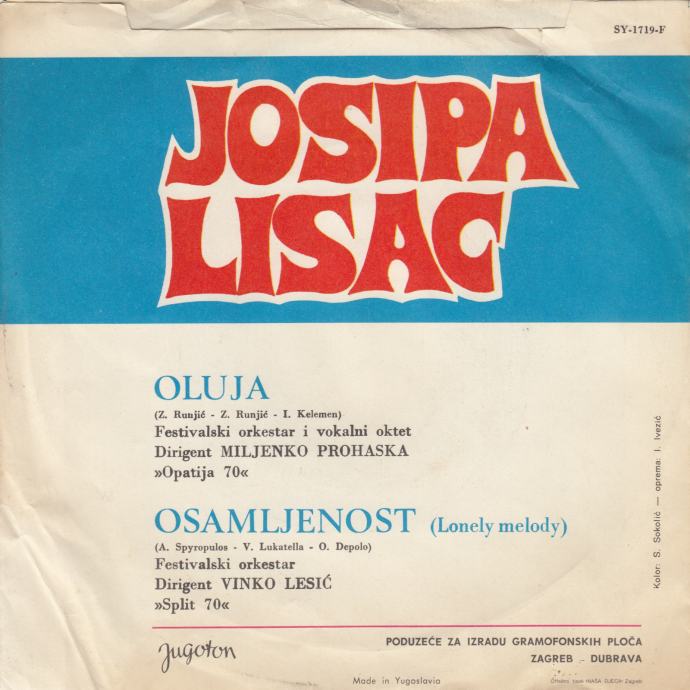 SY-1719-F
JOSIPA
LISAC
OLUJA
(Z. Runjić - Z. Runjić - I. Kelemen)
Festivalski orkestar i vokalni oktet
Dirigent MILJENKO PROHASKA
»Opatija 70«
OSAMLJENOST (Lonely melody)
(A. Spyropulos - V. Lukatella - O. Depolo)
Festivalski orkestar
Dirigent VINKO LESIĆ
»Split 70«
Kolor: S. Sokolić — oprema: I. Ivezić
jugoton
PODUZEĆE ZA IZRADU GRAMOFONSKIH PLOČA
ZAGREB - DUBRAVA
Made in Yugoslavia
Zagreb